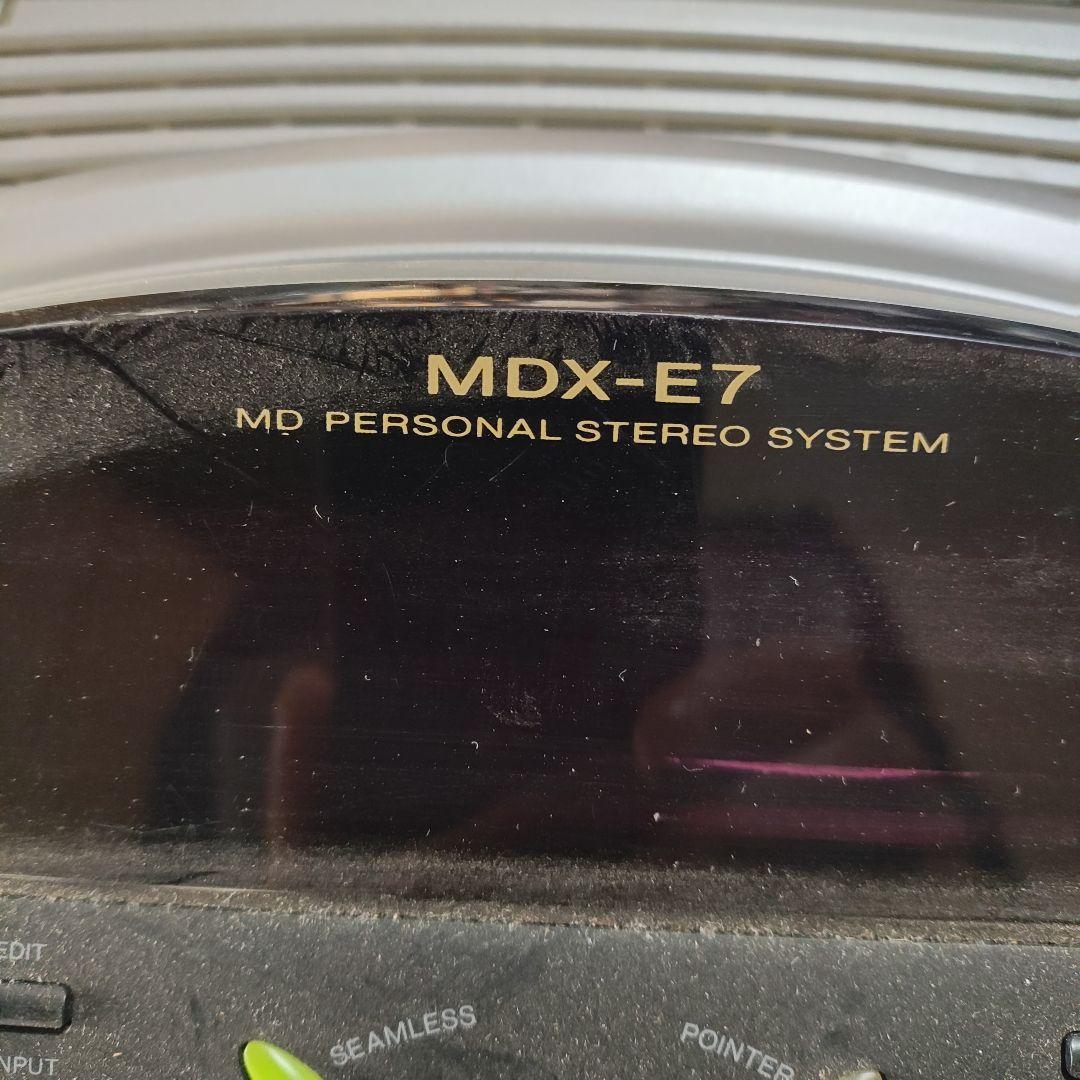 MDX-E7
MD PERSONAL STEREO SYSTEM
EDIT
SEAMLESS
POINTER